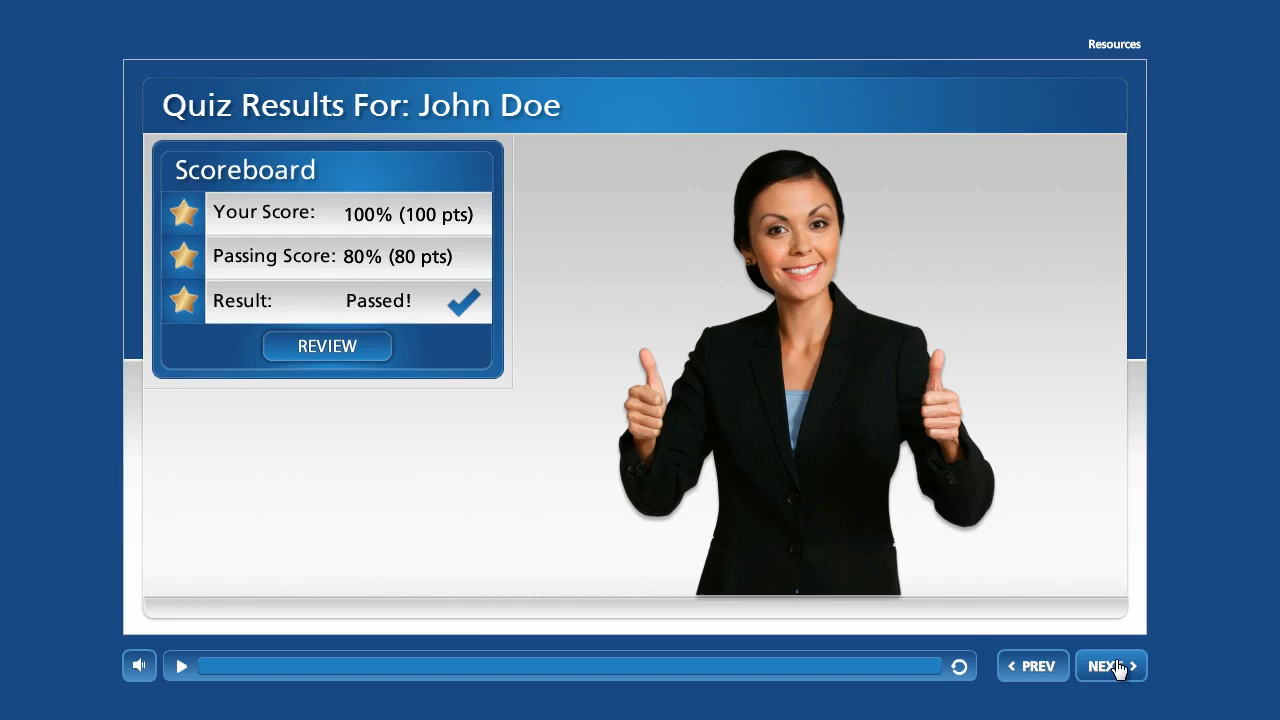 Resources
Quiz Results For: John Doe
Scoreboard
Your Score: 100% (100 pts)
Passing Score: 80% (80 pts)
Result: Passed!
REVIEW
PREV
NEXT